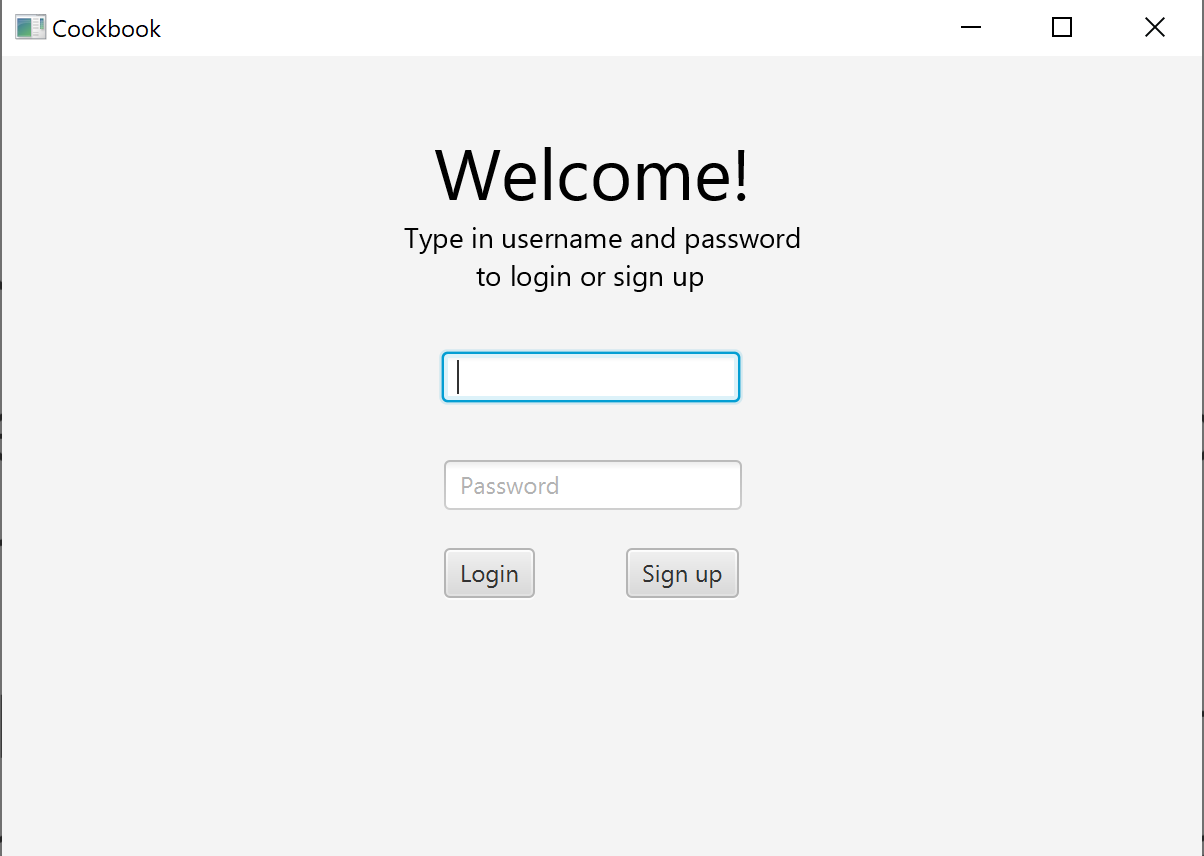 Cookbook
Welcome!
Type in username and password
to login or sign up
Password
Login
Sign up